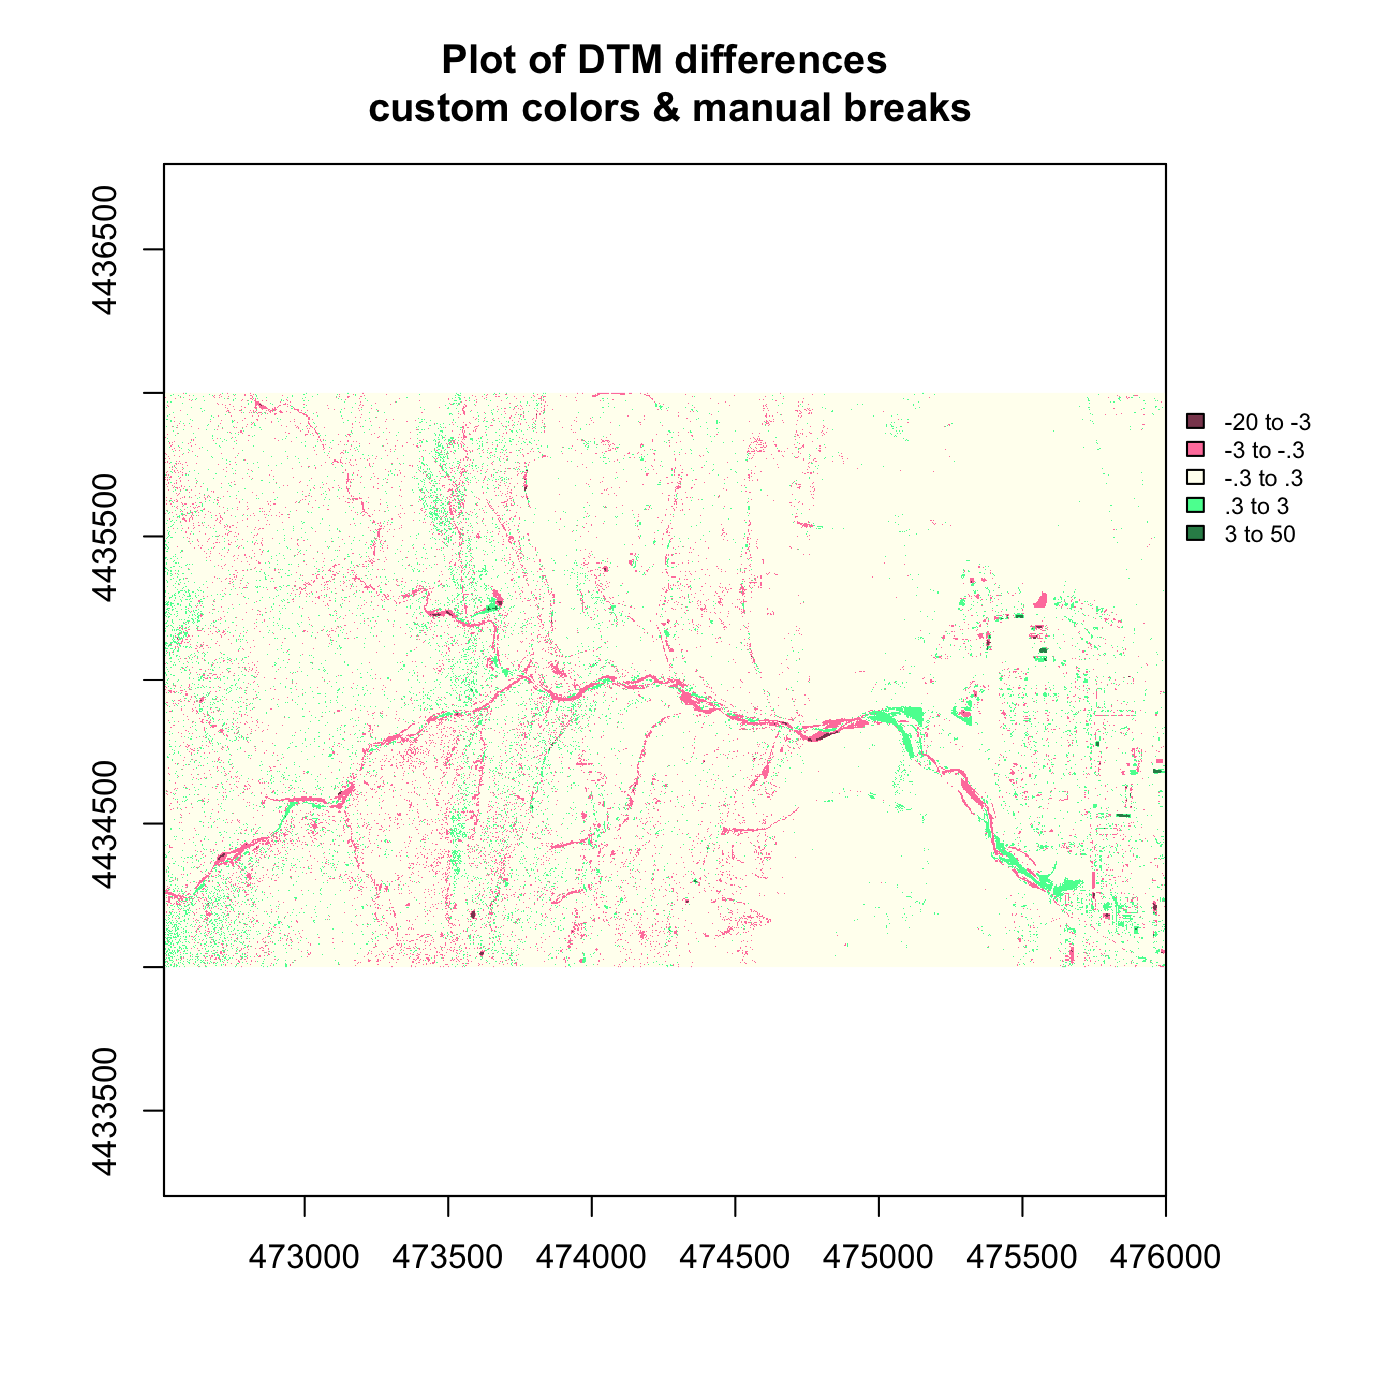 Plot of DTM differences
custom colors & manual breaks
4436500
4435500
4434500
4433500
-20 to -3
-3 to -.3
-.3 to .3
.3 to 3
3 to 50
473000 473500 474000 474500 475000 475500 476000